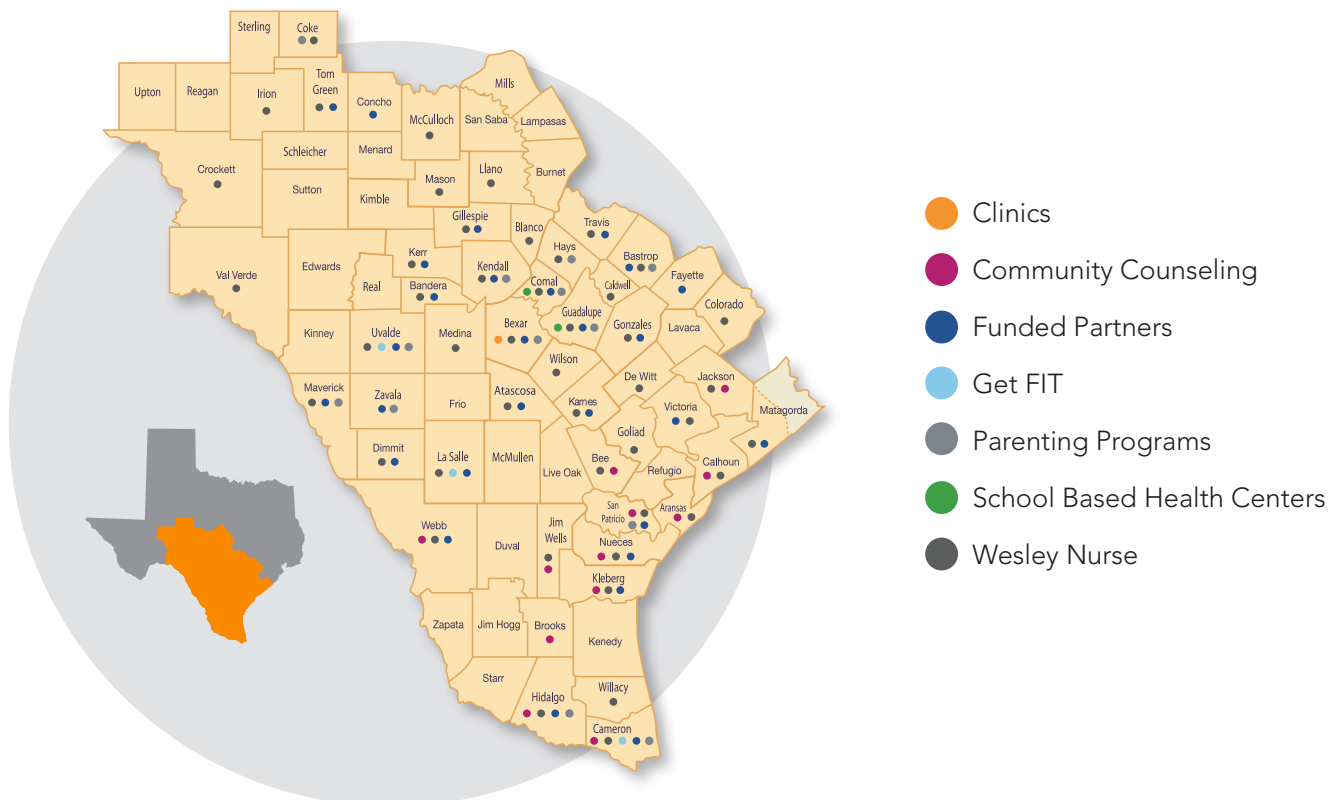 Sterling
Coke
Upton
Reagan
Irion
Tom
Green
Concho
McCulloch
Mills
San Saba
Lampasas
Crockett
Schleicher
Menard
Sutton
Kimble
Mason
Llano
Burnet
Gillespie
Blanco
Travis
Val Verde
Edwards
Real
Kerr
Bandera
Kendall
Hays
Comal
Caldwell
Bastrop
Fayette
Colorado
Kinney
Uvalde
Medina
Bexar
Guadalupe
Gonzales
Lavaca
Wilson
Maverick
Zavala
Frio
Atascosa
Karnes
De Witt
Jackson
Matagorda
Victoria
Goliad
Dimmit
La Salle
McMullen
Live Oak
Bee
Refugio
Calhoun
San
Patricio
Aransas
Webb
Duval
Jim
Wells
Nueces
Kleberg
Zapata
Jim Hogg
Brooks
Kenedy
Starr
Hidalgo
Willacy
Cameron
Clinics
Community Counseling
Funded Partners
Get FIT
Parenting Programs
School Based Health Centers
Wesley Nurse